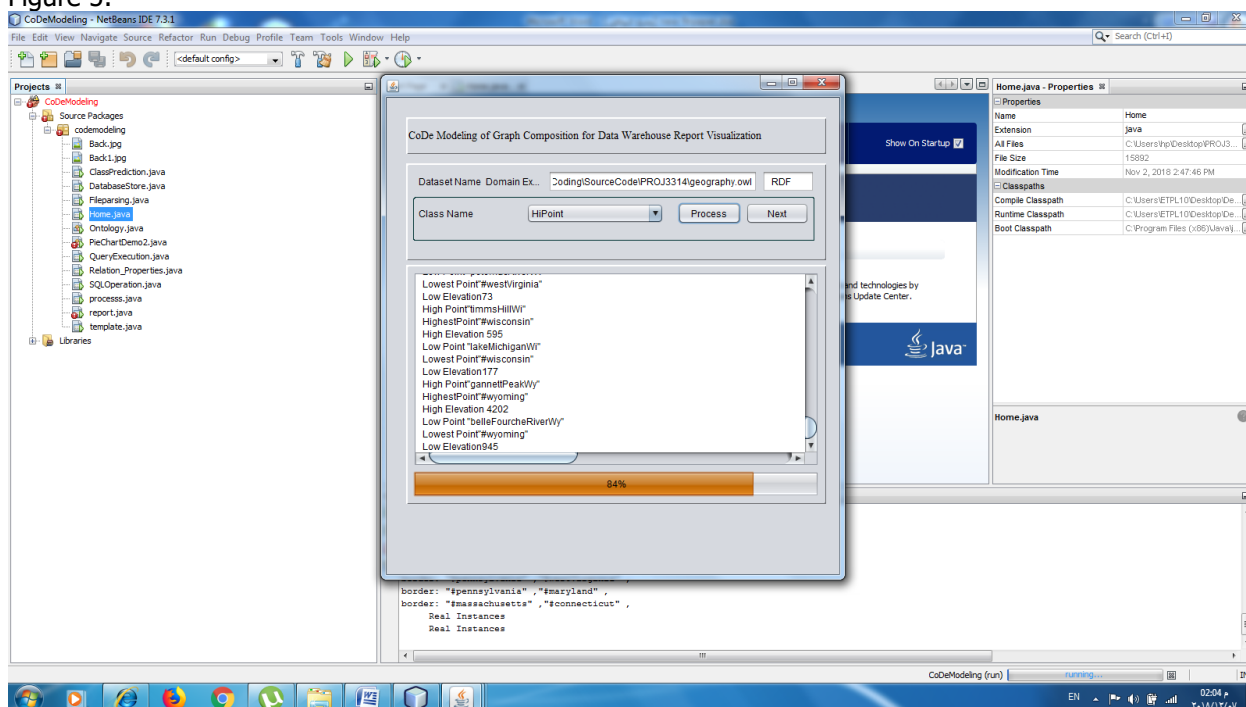 Figure 5.
CoDeModeling - NetBeans IDE 7.3.1
File Edit View Navigate Source Refactor Run Debug Profile Team Tools Window Help
Search (Ctrl+I)
<default config>
Projects
CoDeModeling
Source Packages
codemodeling
Back.jpg
Back1.jpg
ClassPrediction.java
DatabaseStore.java
Fileparsing.java
Home.java
Ontology.java
PieChartDemo2.java
QueryExecution.java
Relation_Properties.java
SQLOperation.java
processs.java
report.java
template.java
Libraries
CoDe Modeling of Graph Composition for Data Warehouse Report Visualization
Dataset Name Domain Ex... Coding\SourceCode\PROJ3314\geography.owl RDF
Class Name HiPoint Process Next
Lowest Point"#westVirginia"
Low Elevation73
High Point"timmsHillWi"
HighestPoint"#wisconsin"
High Elevation 595
Low Point "lakeMichiganWi"
Lowest Point"#wisconsin"
Low Elevation177
High Point"gannettPeakWy"
HighestPoint"#wyoming"
High Elevation 4202
Low Point "belleFourcheRiverWy"
Lowest Point"#wyoming"
Low Elevation945
84%
Show On Startup
and technologies by
s Update Center.
Java
Home.java - Properties
Properties
Name Home
Extension java
All Files C:\Users\hp\Desktop\PROJ3...
File Size 15892
Modification Time Nov 2, 2018 2:47:46 PM
Classpaths
Compile Classpath C:\Users\ETPL10\Desktop\De...
Runtime Classpath C:\Users\ETPL10\Desktop\De...
Boot Classpath C:\Program Files (x86)\Java\j...
Home.java
border: "#pennsylvania" ,"#maryland" ,
border: "#massachusetts" ,"#connecticut" ,
Real Instances
Real Instances
CoDeModeling (run) running...
EN
02:04 م
٢٠١٨/١٢/٠٧